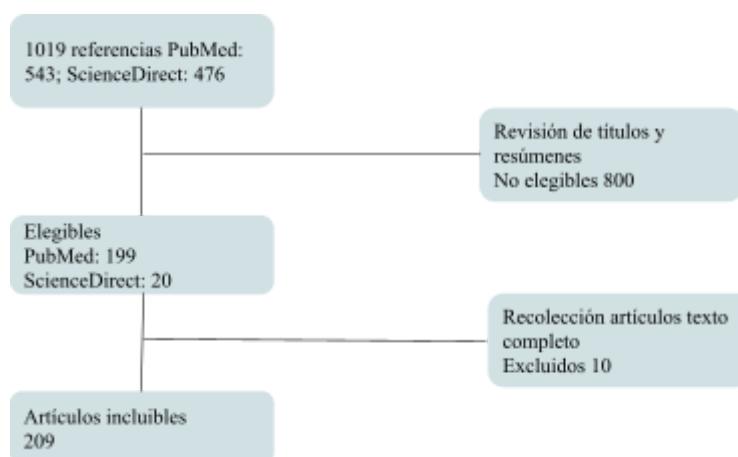 1019 referencias PubMed:
543; ScienceDirect: 476
Revisión de títulos y
resúmenes
No elegibles 800
Elegibles
PubMed: 199
ScienceDirect: 20
Recolección artículos texto
completo
Excluidos 10
Artículos incluibles
209